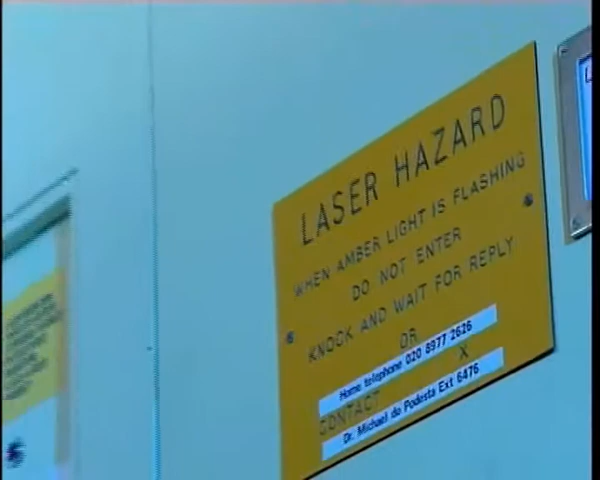 LASER HAZARD
WHEN AMBER LIGHT IS FLASHING
DO NOT ENTER
KNOCK AND WAIT FOR REPLY
OR
Home telephone 020 8977 2626
X
CONTACT
Dr. Michael de Podesta Ext 6476